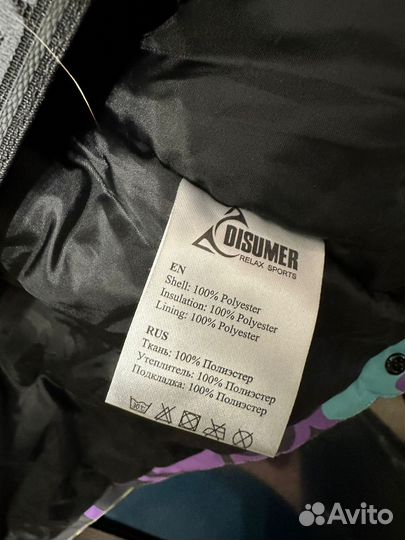 DISUMER
RELAX SPORTS
EN
Shell: 100% Polyester
Insulation: 100% Polyester
Lining: 100% Polyester
RUS
Ткань: 100% Полиэстер
Утеплитель: 100% Полиэстер
Подкладка: 100% Полиэстер
Avito